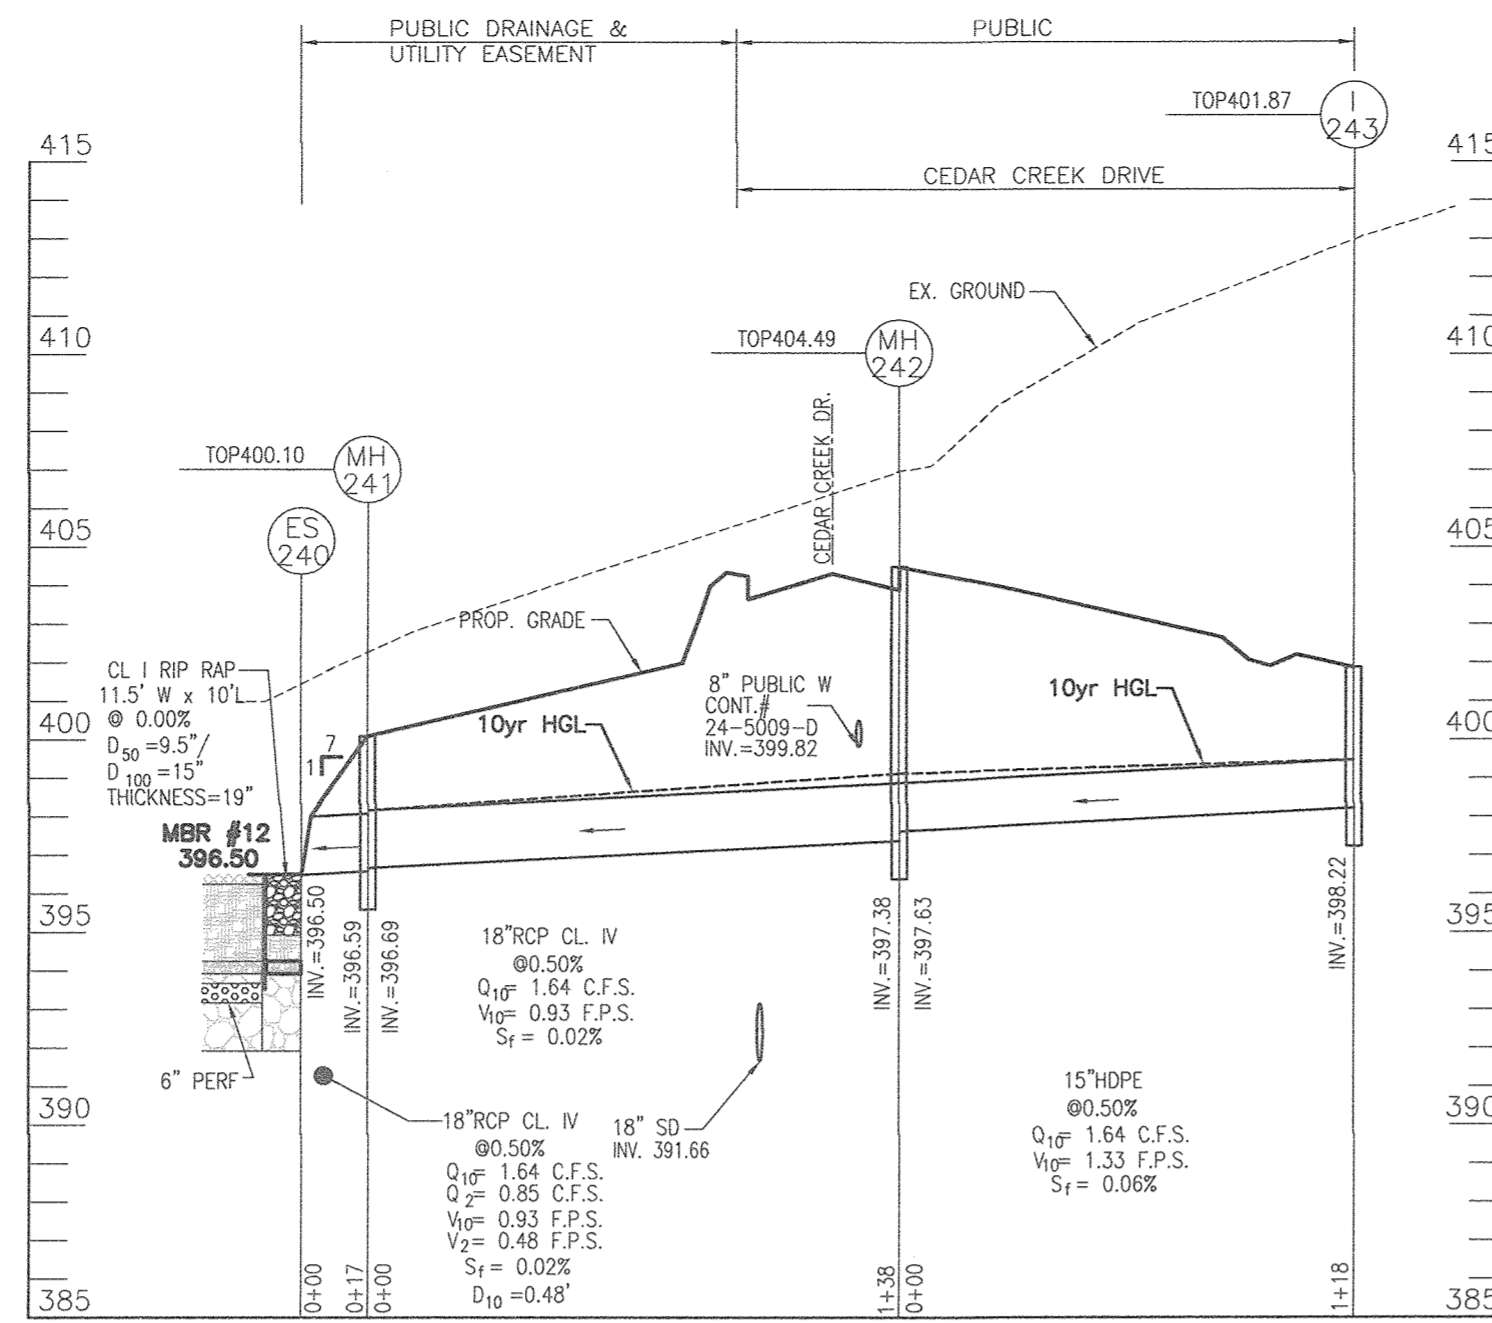 PUBLIC DRAINAGE &
UTILITY EASEMENT
PUBLIC
TOP401.87
I
243
415
415
CEDAR CREEK DRIVE
EX. GROUND
TOP404.49
MH
242
410
410
CEDAR CREEK DR.
TOP400.10
MH
241
405
405
ES
240
PROP. GRADE
CL I RIP RAP
11.5' W x 10'L
@ 0.00%
D50 =9.5"/
D100 =15"
THICKNESS=19"
7
1
8" PUBLIC W
CONT.#
24-5009-D
INV.=399.82
10yr HGL
10yr HGL
400
400
MBR #12
396.50
395
395
INV.=396.50
INV.=396.59
INV.=396.69
INV.=397.38
INV.=397.63
INV.=398.22
18"RCP CL. IV
@0.50%
Q10= 1.64 C.F.S.
V10= 0.93 F.P.S.
Sf = 0.02%
6" PERF
390
390
18"RCP CL. IV
@0.50%
Q10= 1.64 C.F.S.
Q2= 0.85 C.F.S.
V10= 0.93 F.P.S.
V2= 0.48 F.P.S.
Sf = 0.02%
D10 =0.48'
18" SD
INV. 391.66
15"HDPE
@0.50%
Q10= 1.64 C.F.S.
V10= 1.33 F.P.S.
Sf = 0.06%
385
385
0+00
0+17
0+00
1+38
0+00
1+18